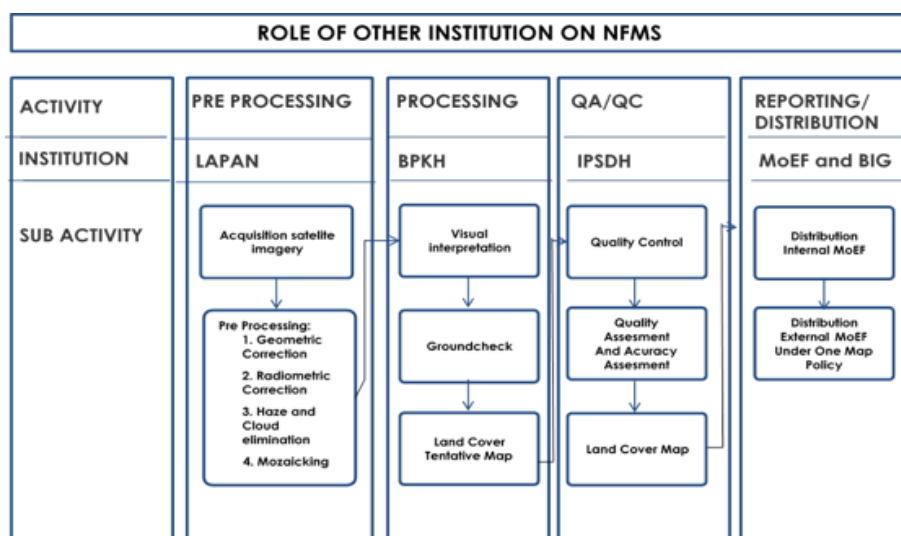 ROLE OF OTHER INSTITUTION ON NFMS
ACTIVITY
PRE PROCESSING
PROCESSING
QA/QC
REPORTING/
DISTRIBUTION
INSTITUTION
LAPAN
BPKH
IPSDH
MoEF and BIG
SUB ACTIVITY
Acquisition satelite
imagery
Pre Processing:
1. Geometric
Correction
2. Radiometric
Correction
3. Haze and
Cloud
elimination
4. Mozaicking
Visual
interpretation
Groundcheck
Land Cover
Tentative Map
Quality Control
Quality
Assesment
And Acuracy
Assesment
Land Cover Map
Distribution
Internal MoEF
Distribution
External MoEF
Under One Map
Policy